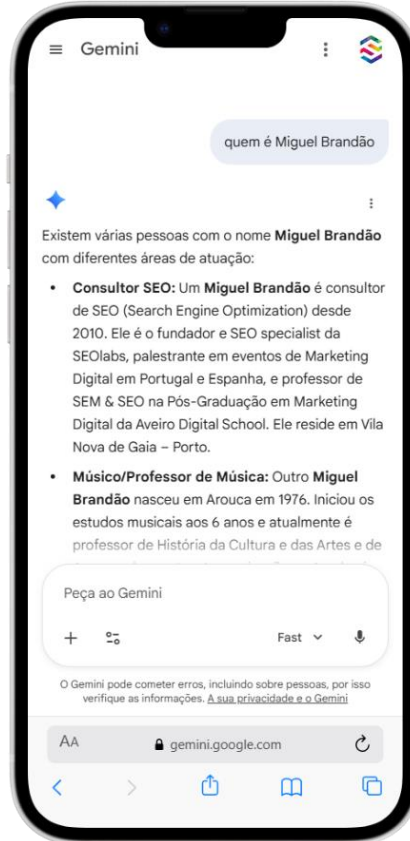 Gemini
quem é Miguel Brandão
Existem várias pessoas com o nome Miguel Brandão
com diferentes áreas de atuação:
• Consultor SEO: Um Miguel Brandão é consultor
de SEO (Search Engine Optimization) desde
2010. Ele é o fundador e SEO specialist da
SEOlabs, palestrante em eventos de Marketing
Digital em Portugal e Espanha, e professor de
SEM & SEO na Pós-Graduação em Marketing
Digital da Aveiro Digital School. Ele reside em Vila
Nova de Gaia – Porto.
• Músico/Professor de Música: Outro Miguel
Brandão nasceu em Arouca em 1976. Iniciou os
estudos musicais aos 6 anos e atualmente é
professor de História da Cultura e das Artes e de
Peça ao Gemini
Fast
O Gemini pode cometer erros, incluindo sobre pessoas, por isso
verifique as informações. A sua privacidade e o Gemini
AA gemini.google.com